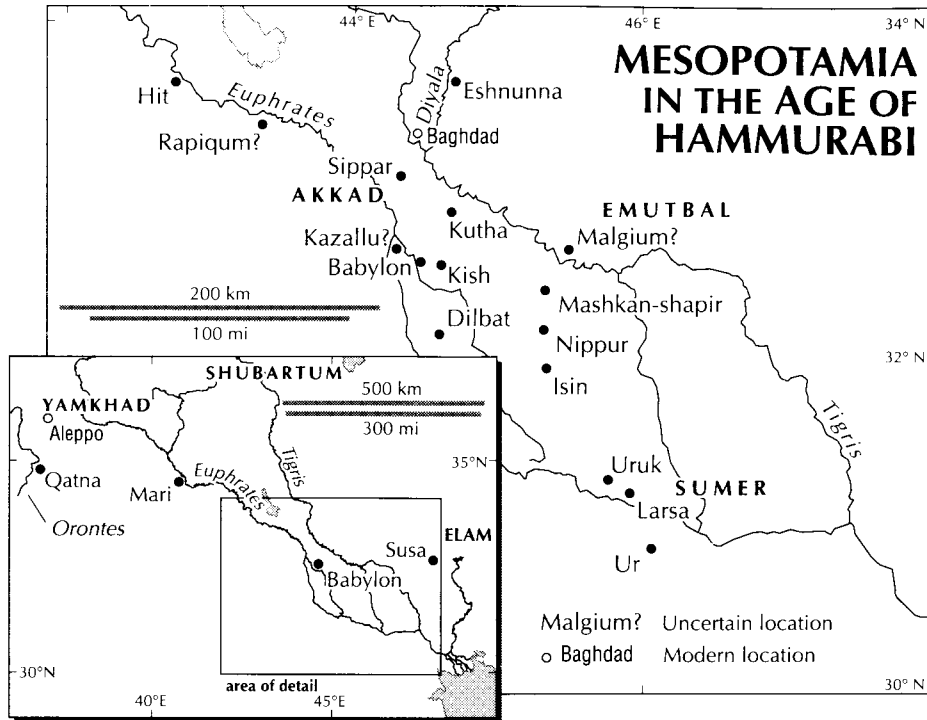 44° E
46° E
34° N
MESOPOTAMIA
IN THE AGE OF
HAMMURABI
Hit
Euphrates
Diyala
Eshnunna
Rapiqum?
Baghdad
Sippar
AKKAD
EMUTBAL
Kutha
Malgium?
Kazallu?
Babylon
Kish
200 km
100 mi
Mashkan-shapir
Dilbat
Nippur
32° N
Isin
Tigris
Uruk
SUMER
Larsa
Ur
Malgium? Uncertain location
Baghdad Modern location
30° N
SHUBARTUM
500 km
300 mi
YAMKHAD
Aleppo
Qatna
Mari
Euphrates
Tigris
35° N
Orontes
ELAM
Susa
Babylon
30° N
40° E
45° E
area of detail